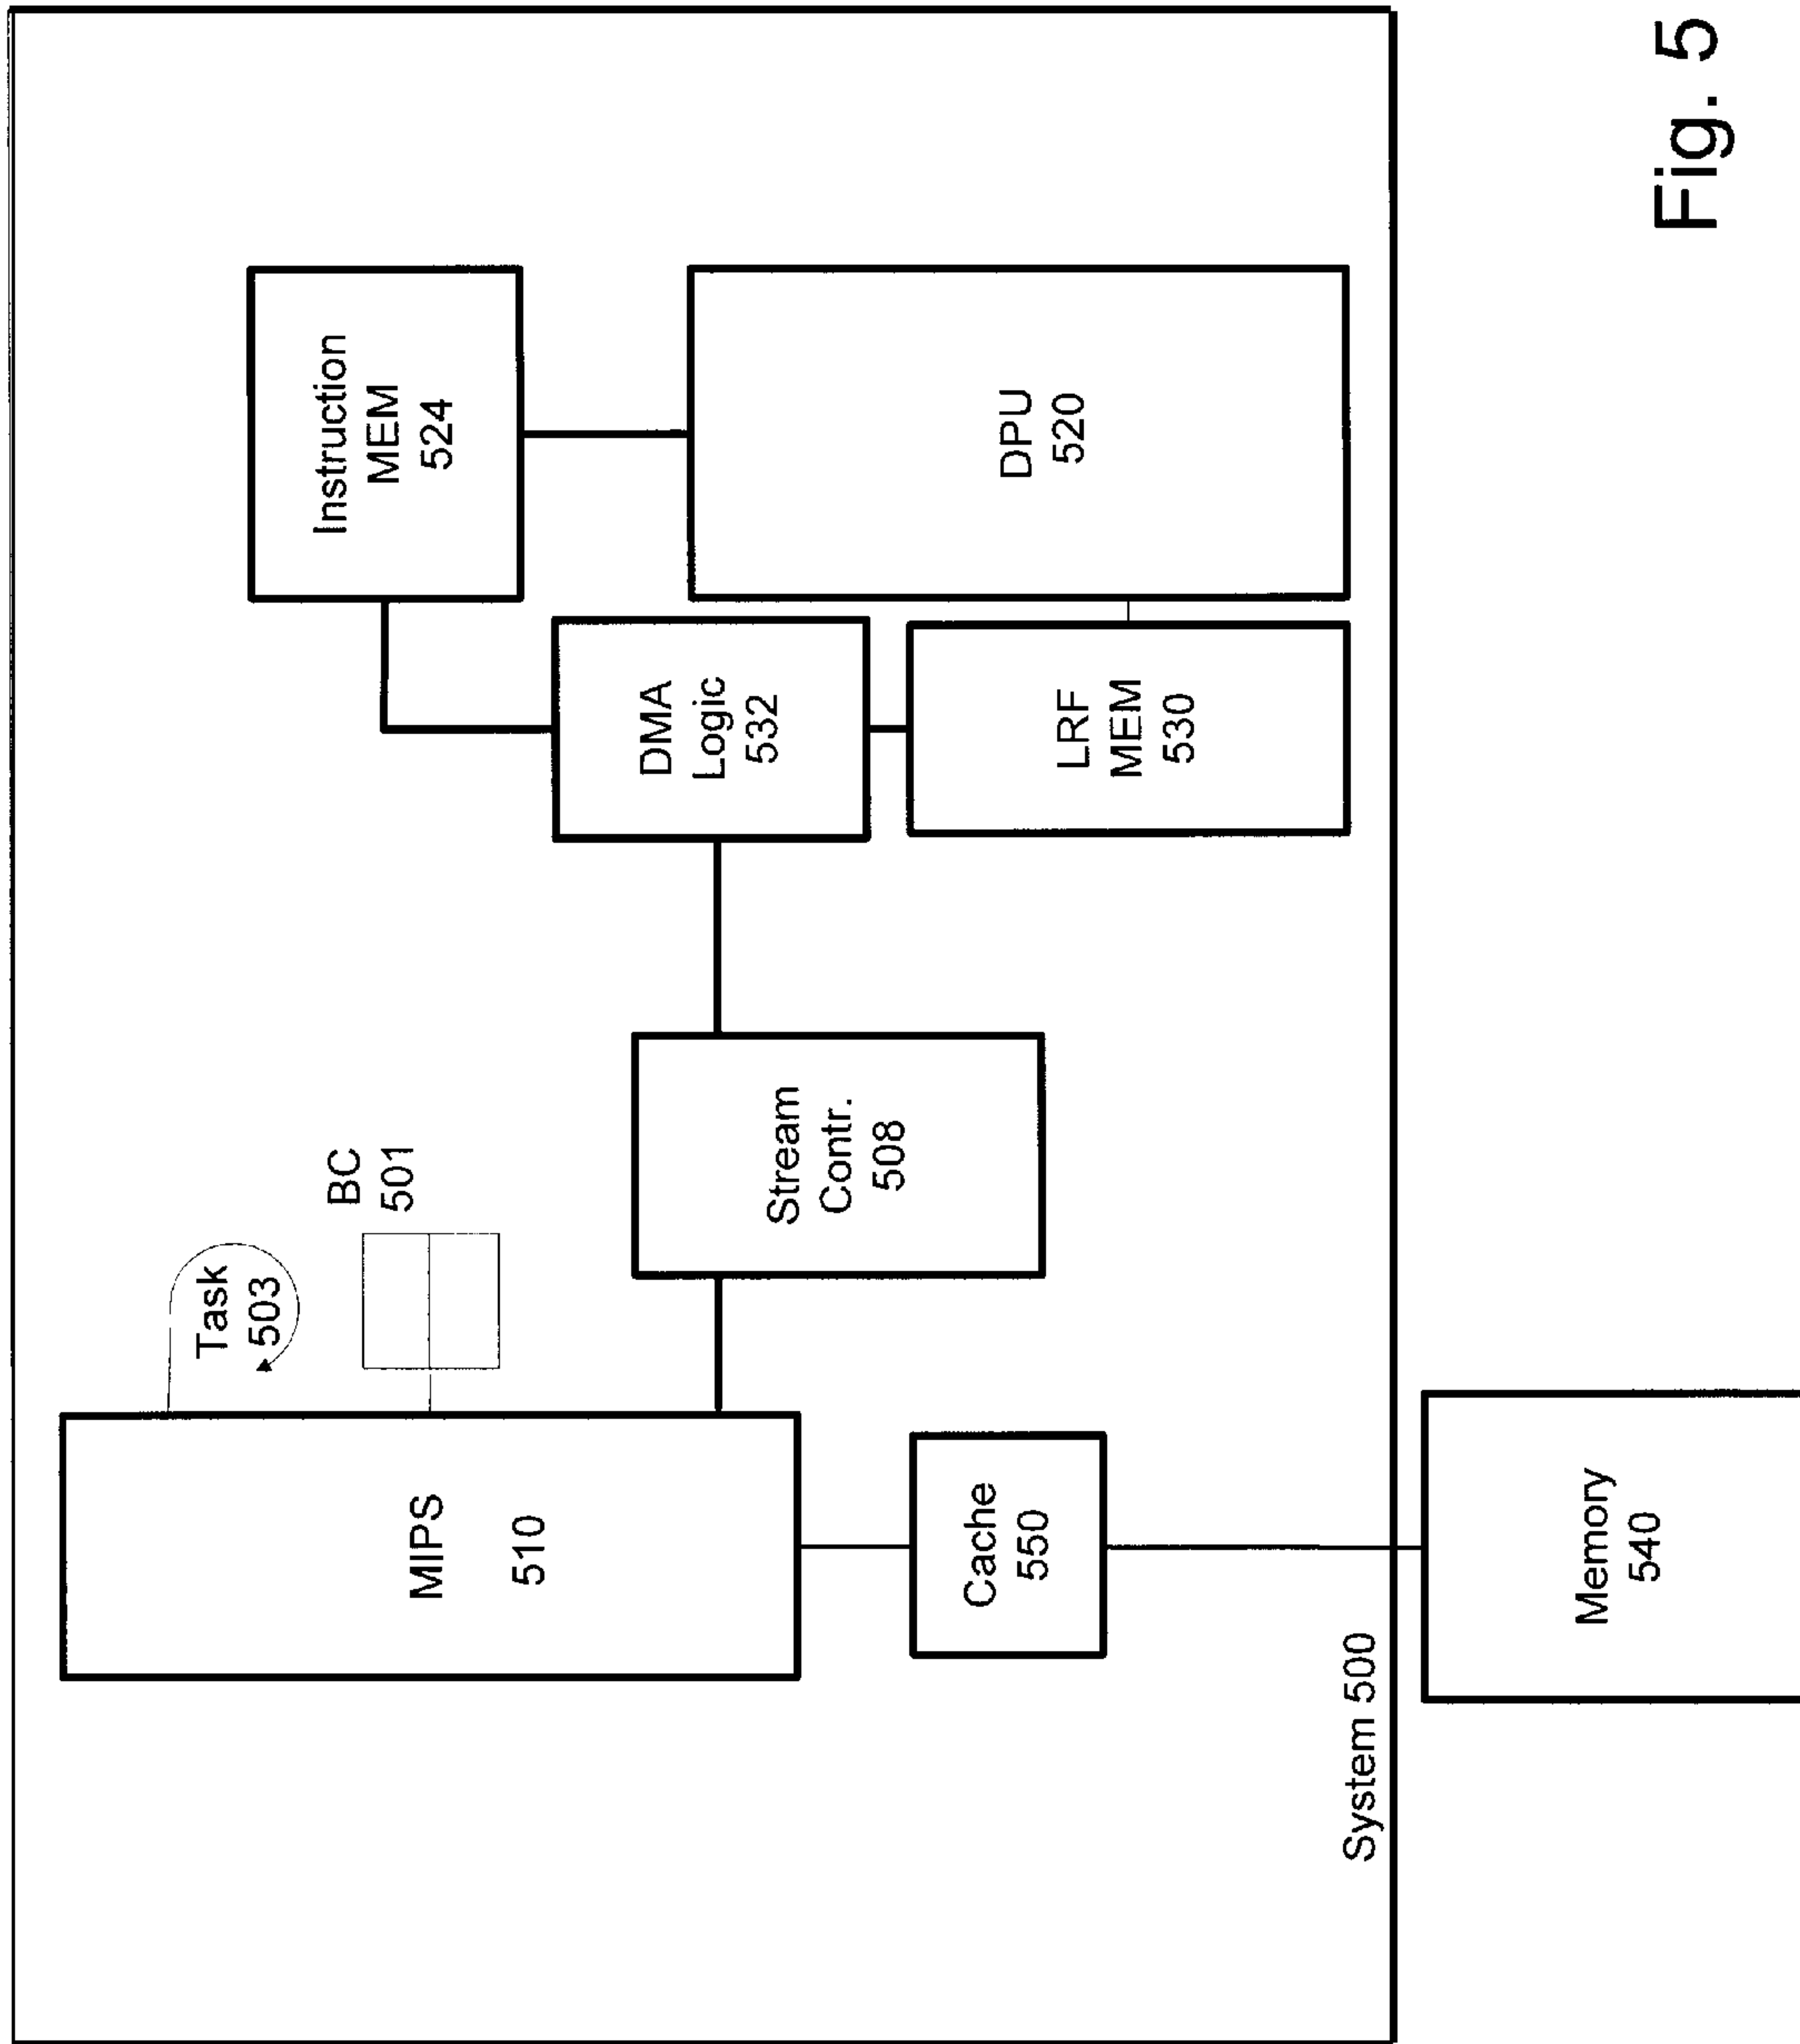 Task
503
BC
501
MIPS
510
Stream
Contr.
508
Instruction
MEM
524
DMA
Logic
532
DPU
520
LRF
MEM
530
Cache
550
System 500
Memory
540
Fig. 5